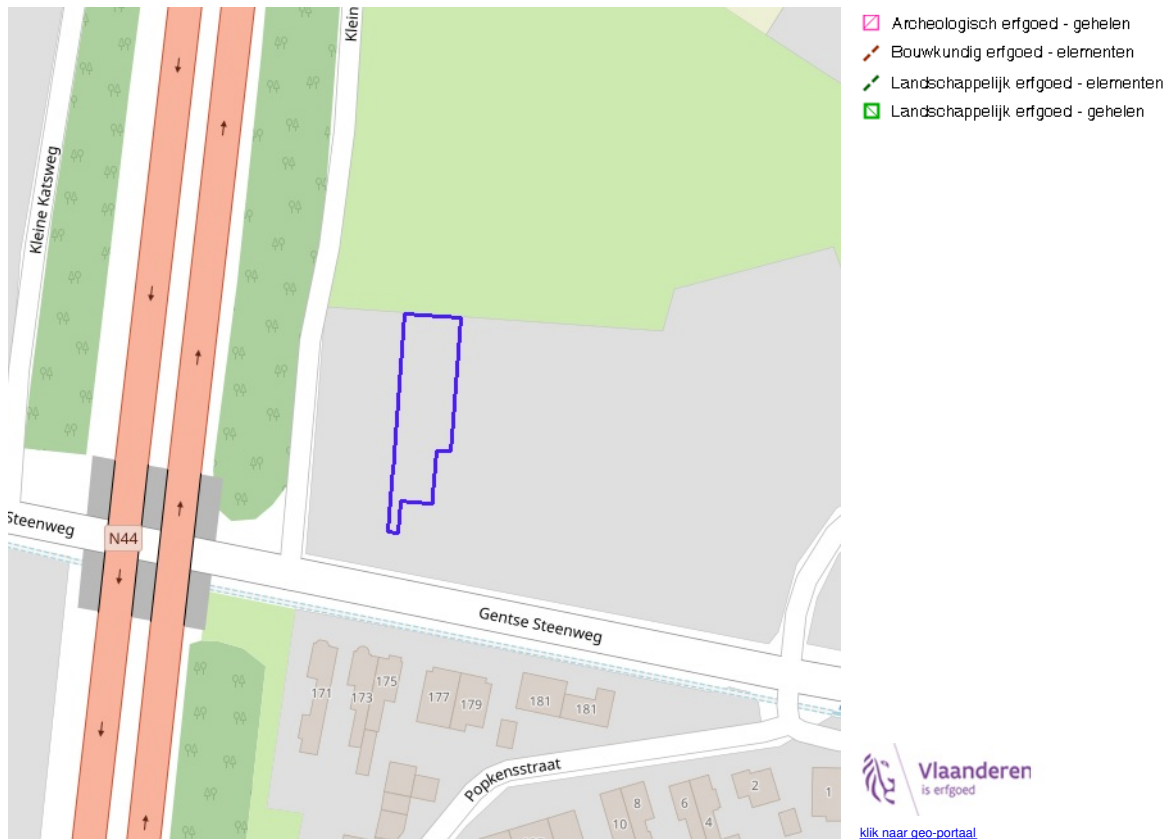 Archeologisch erfgoed - gehelen
Bouwkundig erfgoed - elementen
Landschappelijk erfgoed - elementen
Landschappelijk erfgoed - gehelen
Klein
Kleine Katsweg
Steenweg
N44
Gentse Steenweg
171
173
175
177
179
181
181
Popkensstraat
8
10
6
4
2
1
Vlaanderen
is erfgoed
klik naar geo-portaal